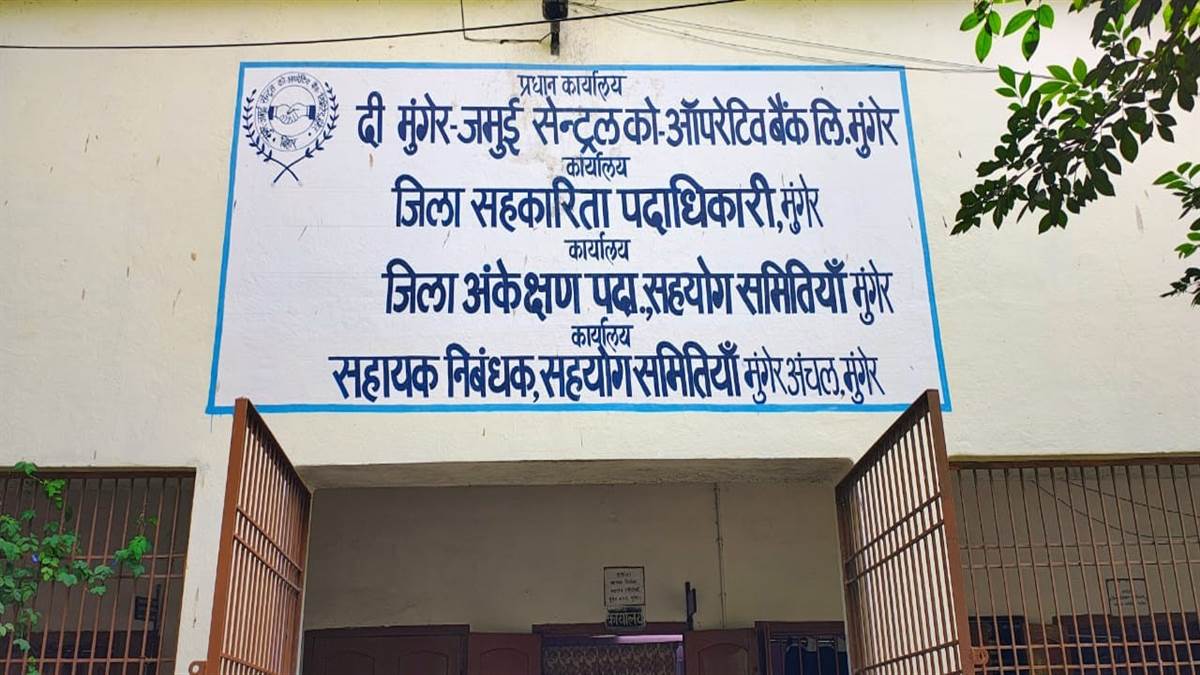 प्रधान कार्यालय
दी मुंगेर-जमुई सेन्ट्रल को-ऑपरेटिव बैंक लि. मुंगेर
कार्यालय
जिला सहकारिता पदाधिकारी, मुंगेर
कार्यालय
जिला अंकेक्षण पदा., सहयोग समितियाँ मुंगेर
कार्यालय
सहायक निबंधक, सहयोग समितियाँ मुंगेर अंचल, मुंगेर
बिहार
कार्यालय